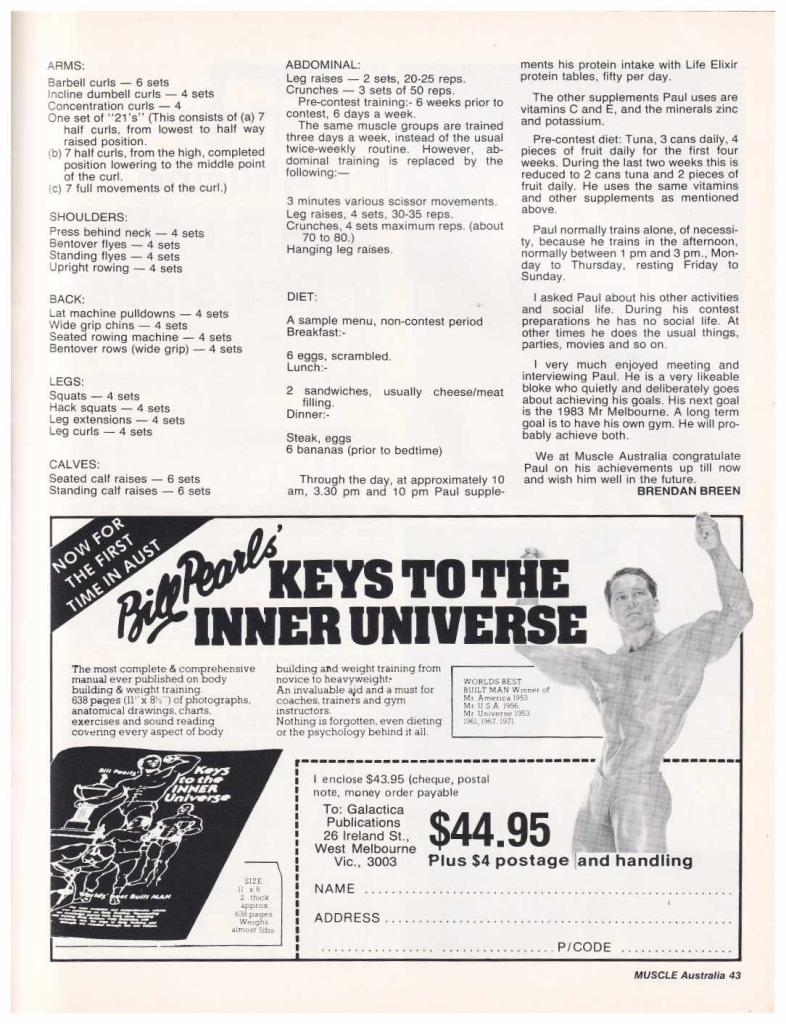 ARMS:
Barbell curls — 6 sets
Incline dumbell curls — 4 sets
Concentration curls — 4
One set of "21's" (This consists of (a) 7
half curls, from lowest to half way
raised position.
(b) 7 half curls, from the high, completed
position lowering to the middle point
of the curl.
(c) 7 full movements of the curl.)
SHOULDERS:
Press behind neck — 4 sets
Bentover flyes — 4 sets
Standing flyes — 4 sets
Upright rowing — 4 sets
BACK:
Lat machine pulldowns — 4 sets
Wide grip chins — 4 sets
Seated rowing machine — 4 sets
Bentover rows (wide grip) — 4 sets
LEGS:
Squats — 4 sets
Hack squats — 4 sets
Leg extensions — 4 sets
Leg curls — 4 sets
CALVES:
Seated calf raises — 6 sets
Standing calf raises — 6 sets
ABDOMINAL:
Leg raises — 2 sets, 20-25 reps.
Crunches — 3 sets of 50 reps.
Pre-contest training:- 6 weeks prior to
contest, 6 days a week.
The same muscle groups are trained
three days a week, instead of the usual
twice-weekly routine. However, ab-
dominal training is replaced by the
following:—
3 minutes various scissor movements.
Leg raises, 4 sets, 30-35 reps.
Crunches, 4 sets maximum reps. (about
70 to 80.)
Hanging leg raises.
DIET:
A sample menu, non-contest period
Breakfast:-
6 eggs, scrambled.
Lunch:-
2 sandwiches, usually cheese/meat
filling.
Dinner:-
Steak, eggs
6 bananas (prior to bedtime)
Through the day, at approximately 10
am, 3.30 pm and 10 pm Paul supple-
ments his protein intake with Life Elixir
protein tables, fifty per day.
The other supplements Paul uses are
vitamins C and E, and the minerals zinc
and potassium.
Pre-contest diet: Tuna, 3 cans daily, 4
pieces of fruit daily for the first four
weeks. During the last two weeks this is
reduced to 2 cans tuna and 2 pieces of
fruit daily. He uses the same vitamins
and other supplements as mentioned
above.
Paul normally trains alone, of necessi-
ty, because he trains in the afternoon,
normally between 1 pm and 3 pm., Mon-
day to Thursday, resting Friday to
Sunday.
I asked Paul about his other activities
and social life. During his contest
preparations he has no social life. At
other times he does the usual things,
parties, movies and so on.
I very much enjoyed meeting and
interviewing Paul. He is a very likeable
bloke who quietly and deliberately goes
about achieving his goals. His next goal
is the 1983 Mr Melbourne. A long term
goal is to have his own gym. He will pro-
bably achieve both.
We at Muscle Australia congratulate
Paul on his achievements up till now
and wish him well in the future.
BRENDAN BREEN
NOW FOR
THE FIRST
TIME IN AUST
Bill Pearls'
KEYS TO THE
INNER UNIVERSE
The most complete & comprehensive
manual ever published on body
building & weight training.
638 pages (11" x 8½") of photographs,
anatomical drawings, charts,
exercises and sound reading
covering every aspect of body
building and weight training from
novice to heavyweight:
An invaluable aid and a must for
coaches, trainers and gym
instructors.
Nothing is forgotten, even dieting
or the psychology behind it all.
WORLDS BEST
BUILT MAN Winner of
Mr. America 1953
Mr. U S A. 1956.
Mr. Universe 1953.
1961, 1967. 1971.
Bill Pearls'
Keys
to the
INNER
Universe
Worlds' Best Built MAN
SIZE
11 x 8
2 thick
approx
638 pages
Weighs
almost 5lbs
I enclose $43.95 (cheque, postal
note, money order payable
To: Galactica
Publications
26 Ireland St.,
West Melbourne
Vic., 3003
$44.95
Plus $4 postage and handling
NAME
ADDRESS
P/CODE
MUSCLE Australia 43